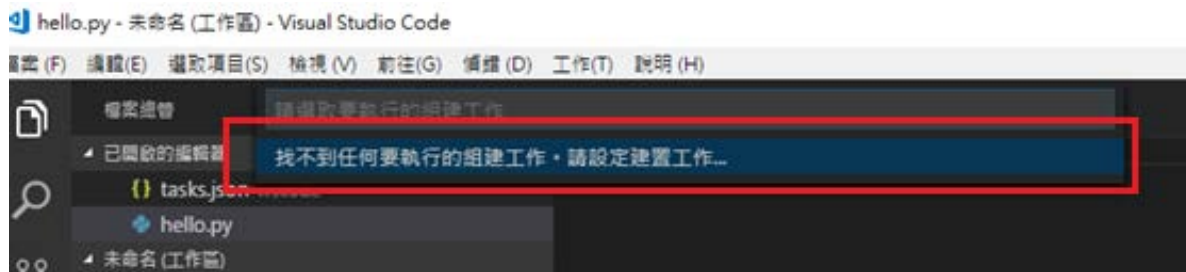 hello.py - 未命名 (工作區) - Visual Studio Code
檔案 (F) 編輯(E) 選取項目(S) 檢視 (V) 前往(G) 偵錯 (D) 工作(T) 說明 (H)
檔案總管
請選取要執行的組建工作
已開啟的編輯器
找不到任何要執行的組建工作。請設定建置工作...
{} tasks.json
hello.py
未命名 (工作區)